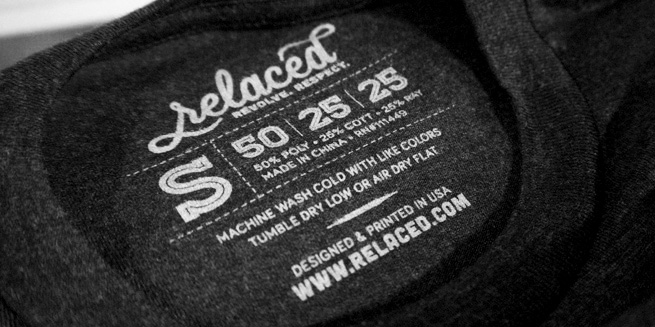 relaced
REVOLVE. RESPECT.
S
50 | 25 | 25
50% POLY • 25% COTT • 25% RAY
MADE IN CHINA • RN#111449
MACHINE WASH COLD WITH LIKE COLORS
TUMBLE DRY LOW OR AIR DRY FLAT
DESIGNED & PRINTED IN USA
WWW.RELACED.COM